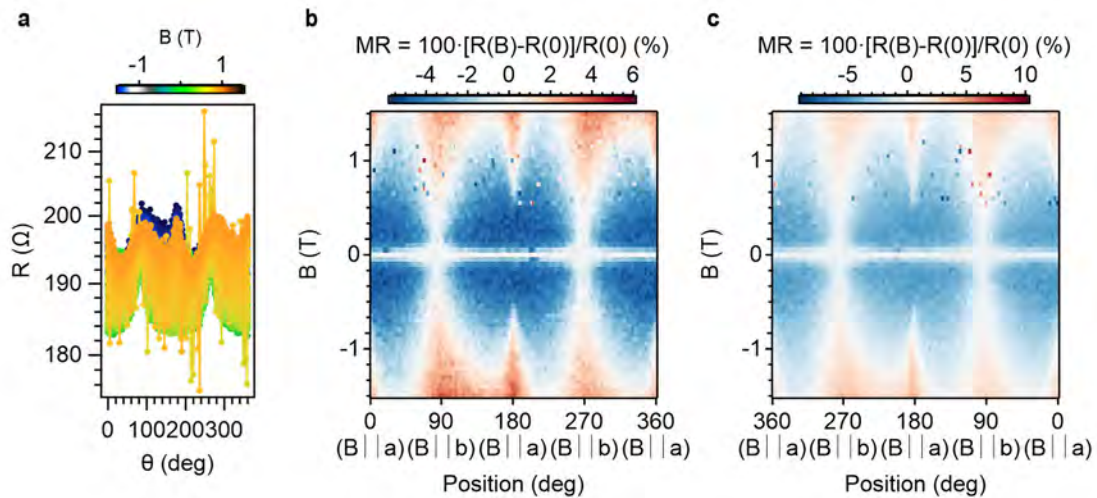 a
B (T)
-1 1
210
200
190
180
R (Ω)
0 100200300
θ (deg)
b
MR = 100·[R(B)-R(0)]/R(0) (%)
-4 -2 0 2 4 6
1
0
-1
B (T)
0 90 180 270 360
(B||a)(B||b)(B||a)(B||b)(B||a)
Position (deg)
c
MR = 100·[R(B)-R(0)]/R(0) (%)
-5 0 5 10
1
0
-1
B (T)
360 270 180 90 0
(B||a)(B||b)(B||a)(B||b)(B||a)
Position (deg)